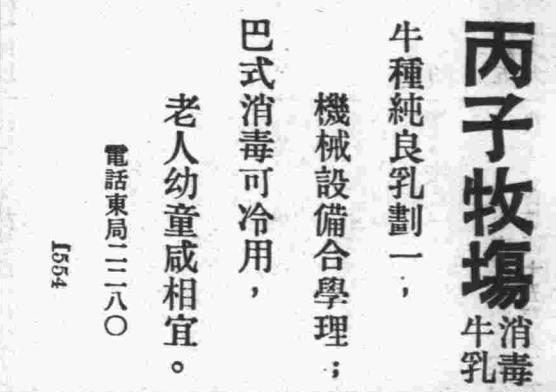 丙子牧塲
消毒
牛乳
牛種純良乳劃一，
機械設備合學理；
巴式消毒可冷用，
老人幼童咸相宜。
電話東局二二八〇
1554